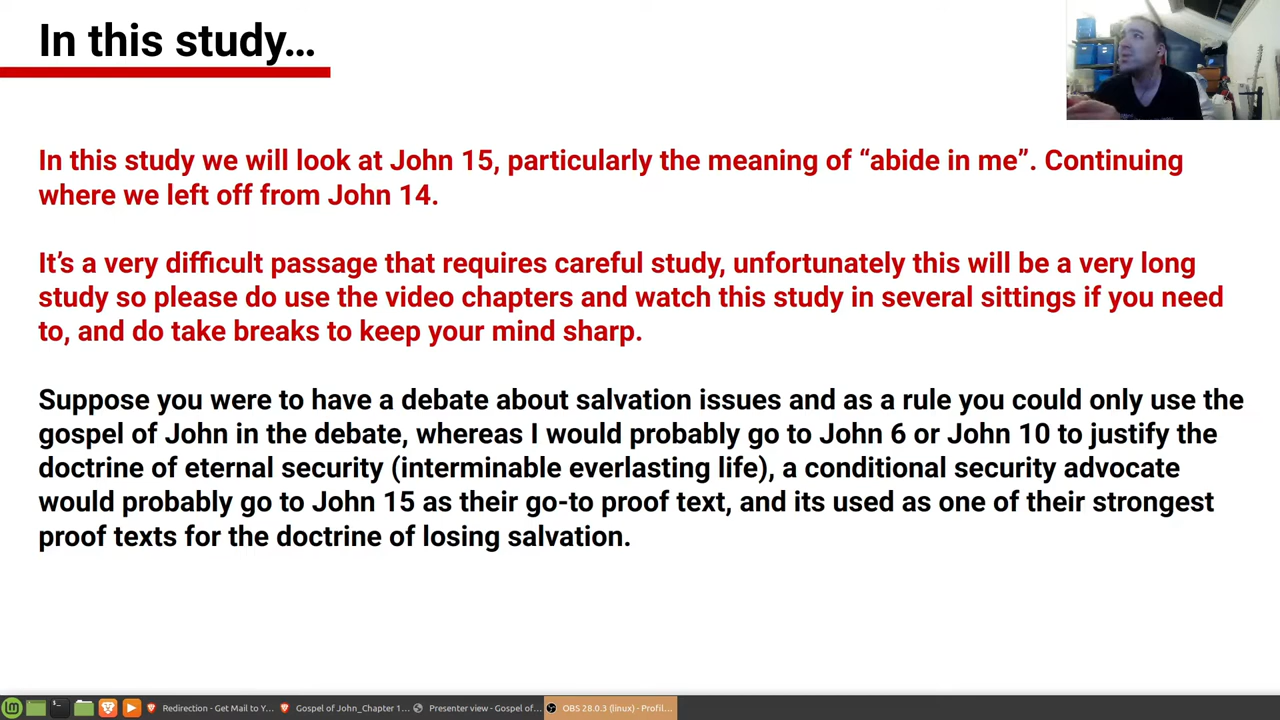 In this study...
In this study we will look at John 15, particularly the meaning of “abide in me”. Continuing
where we left off from John 14.
It’s a very difficult passage that requires careful study, unfortunately this will be a very long
study so please do use the video chapters and watch this study in several sittings if you need
to, and do take breaks to keep your mind sharp.
Suppose you were to have a debate about salvation issues and as a rule you could only use the
gospel of John in the debate, whereas I would probably go to John 6 or John 10 to justify the
doctrine of eternal security (interminable everlasting life), a conditional security advocate
would probably go to John 15 as their go-to proof text, and its used as one of their strongest
proof texts for the doctrine of losing salvation.
Redirection - Get Mail to Y...
Gospel of John_Chapter 1...
Presenter view - Gospel of...
OBS 28.0.3 (linux) - Profil...